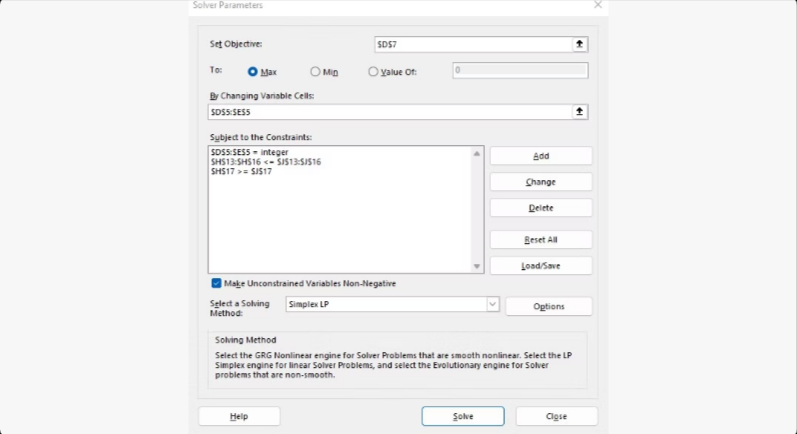 Solver Parameters
Set Objective:
$D$7
To:
Max
Min
Value Of:
0
By Changing Variable Cells:
$D$5:$E$5
Subject to the Constraints:
$D$5:$E$5 = integer
$H$13:$H$16 <= $J$13:$J$16
$H$17 >= $J$17
Add
Change
Delete
Reset All
Load/Save
Make Unconstrained Variables Non-Negative
Select a Solving
Method:
Simplex LP
Options
Solving Method
Select the GRG Nonlinear engine for Solver Problems that are smooth nonlinear. Select the LP
Simplex engine for linear Solver Problems, and select the Evolutionary engine for Solver
problems that are non-smooth.
Help
Solve
Close